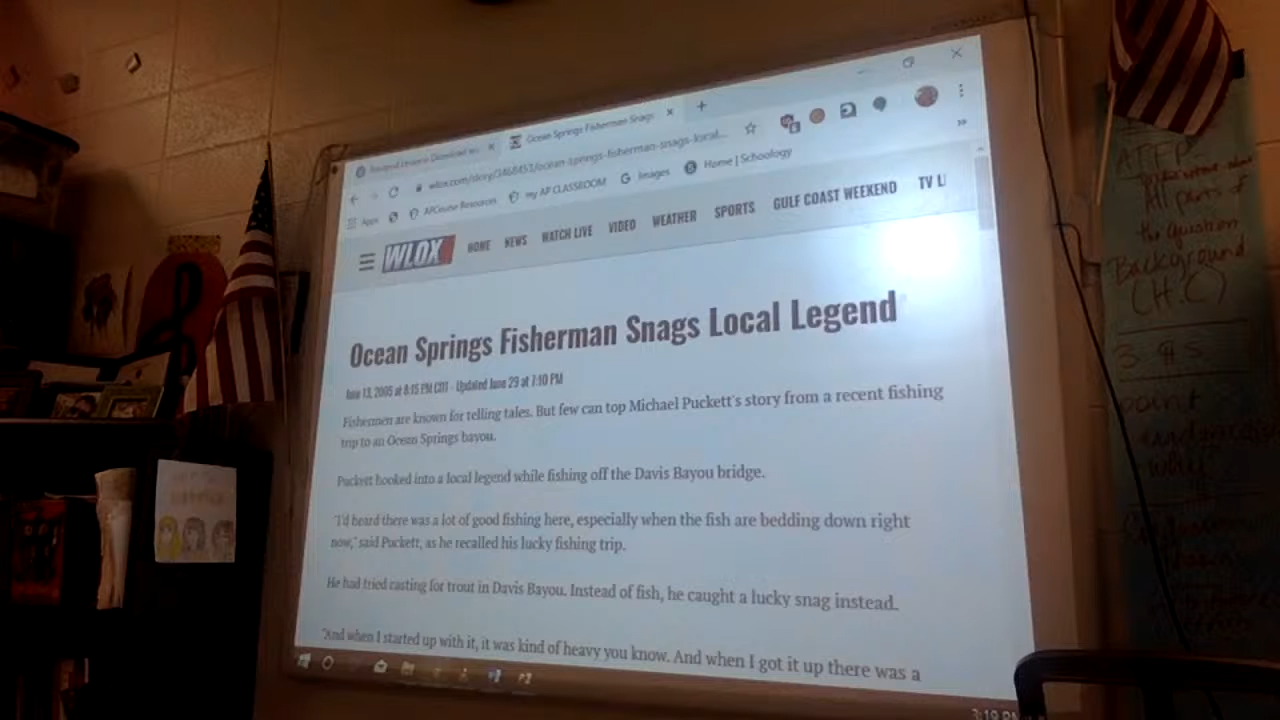 Ocean Springs Fisherman Snags
wlox.com/story/3468453/ocean-springs-fisherman-snags-local...
Apps APCourse Resources my AP CLASSROOM Images Home | Schoology
WLOX HOME NEWS WATCH LIVE VIDEO WEATHER SPORTS GULF COAST WEEKEND TV L
Ocean Springs Fisherman Snags Local Legend
June 13, 2005 at 8:15 PM CDT - Updated June 29 at 7:10 PM
Fishermen are known for telling tales. But few can top Michael Puckett's story from a recent fishing
trip to an Ocean Springs bayou.
Puckett hooked into a local legend while fishing off the Davis Bayou bridge.
"I'd heard there was a lot of good fishing here, especially when the fish are bedding down right
now," said Puckett, as he recalled his lucky fishing trip.
He had tried casting for trout in Davis Bayou. Instead of fish, he caught a lucky snag instead.
"And when I started up with it, it was kind of heavy you know. And when I got it up there was a
3:19 PM
All parts of
the question
Background
(H.C)
3 #s
point